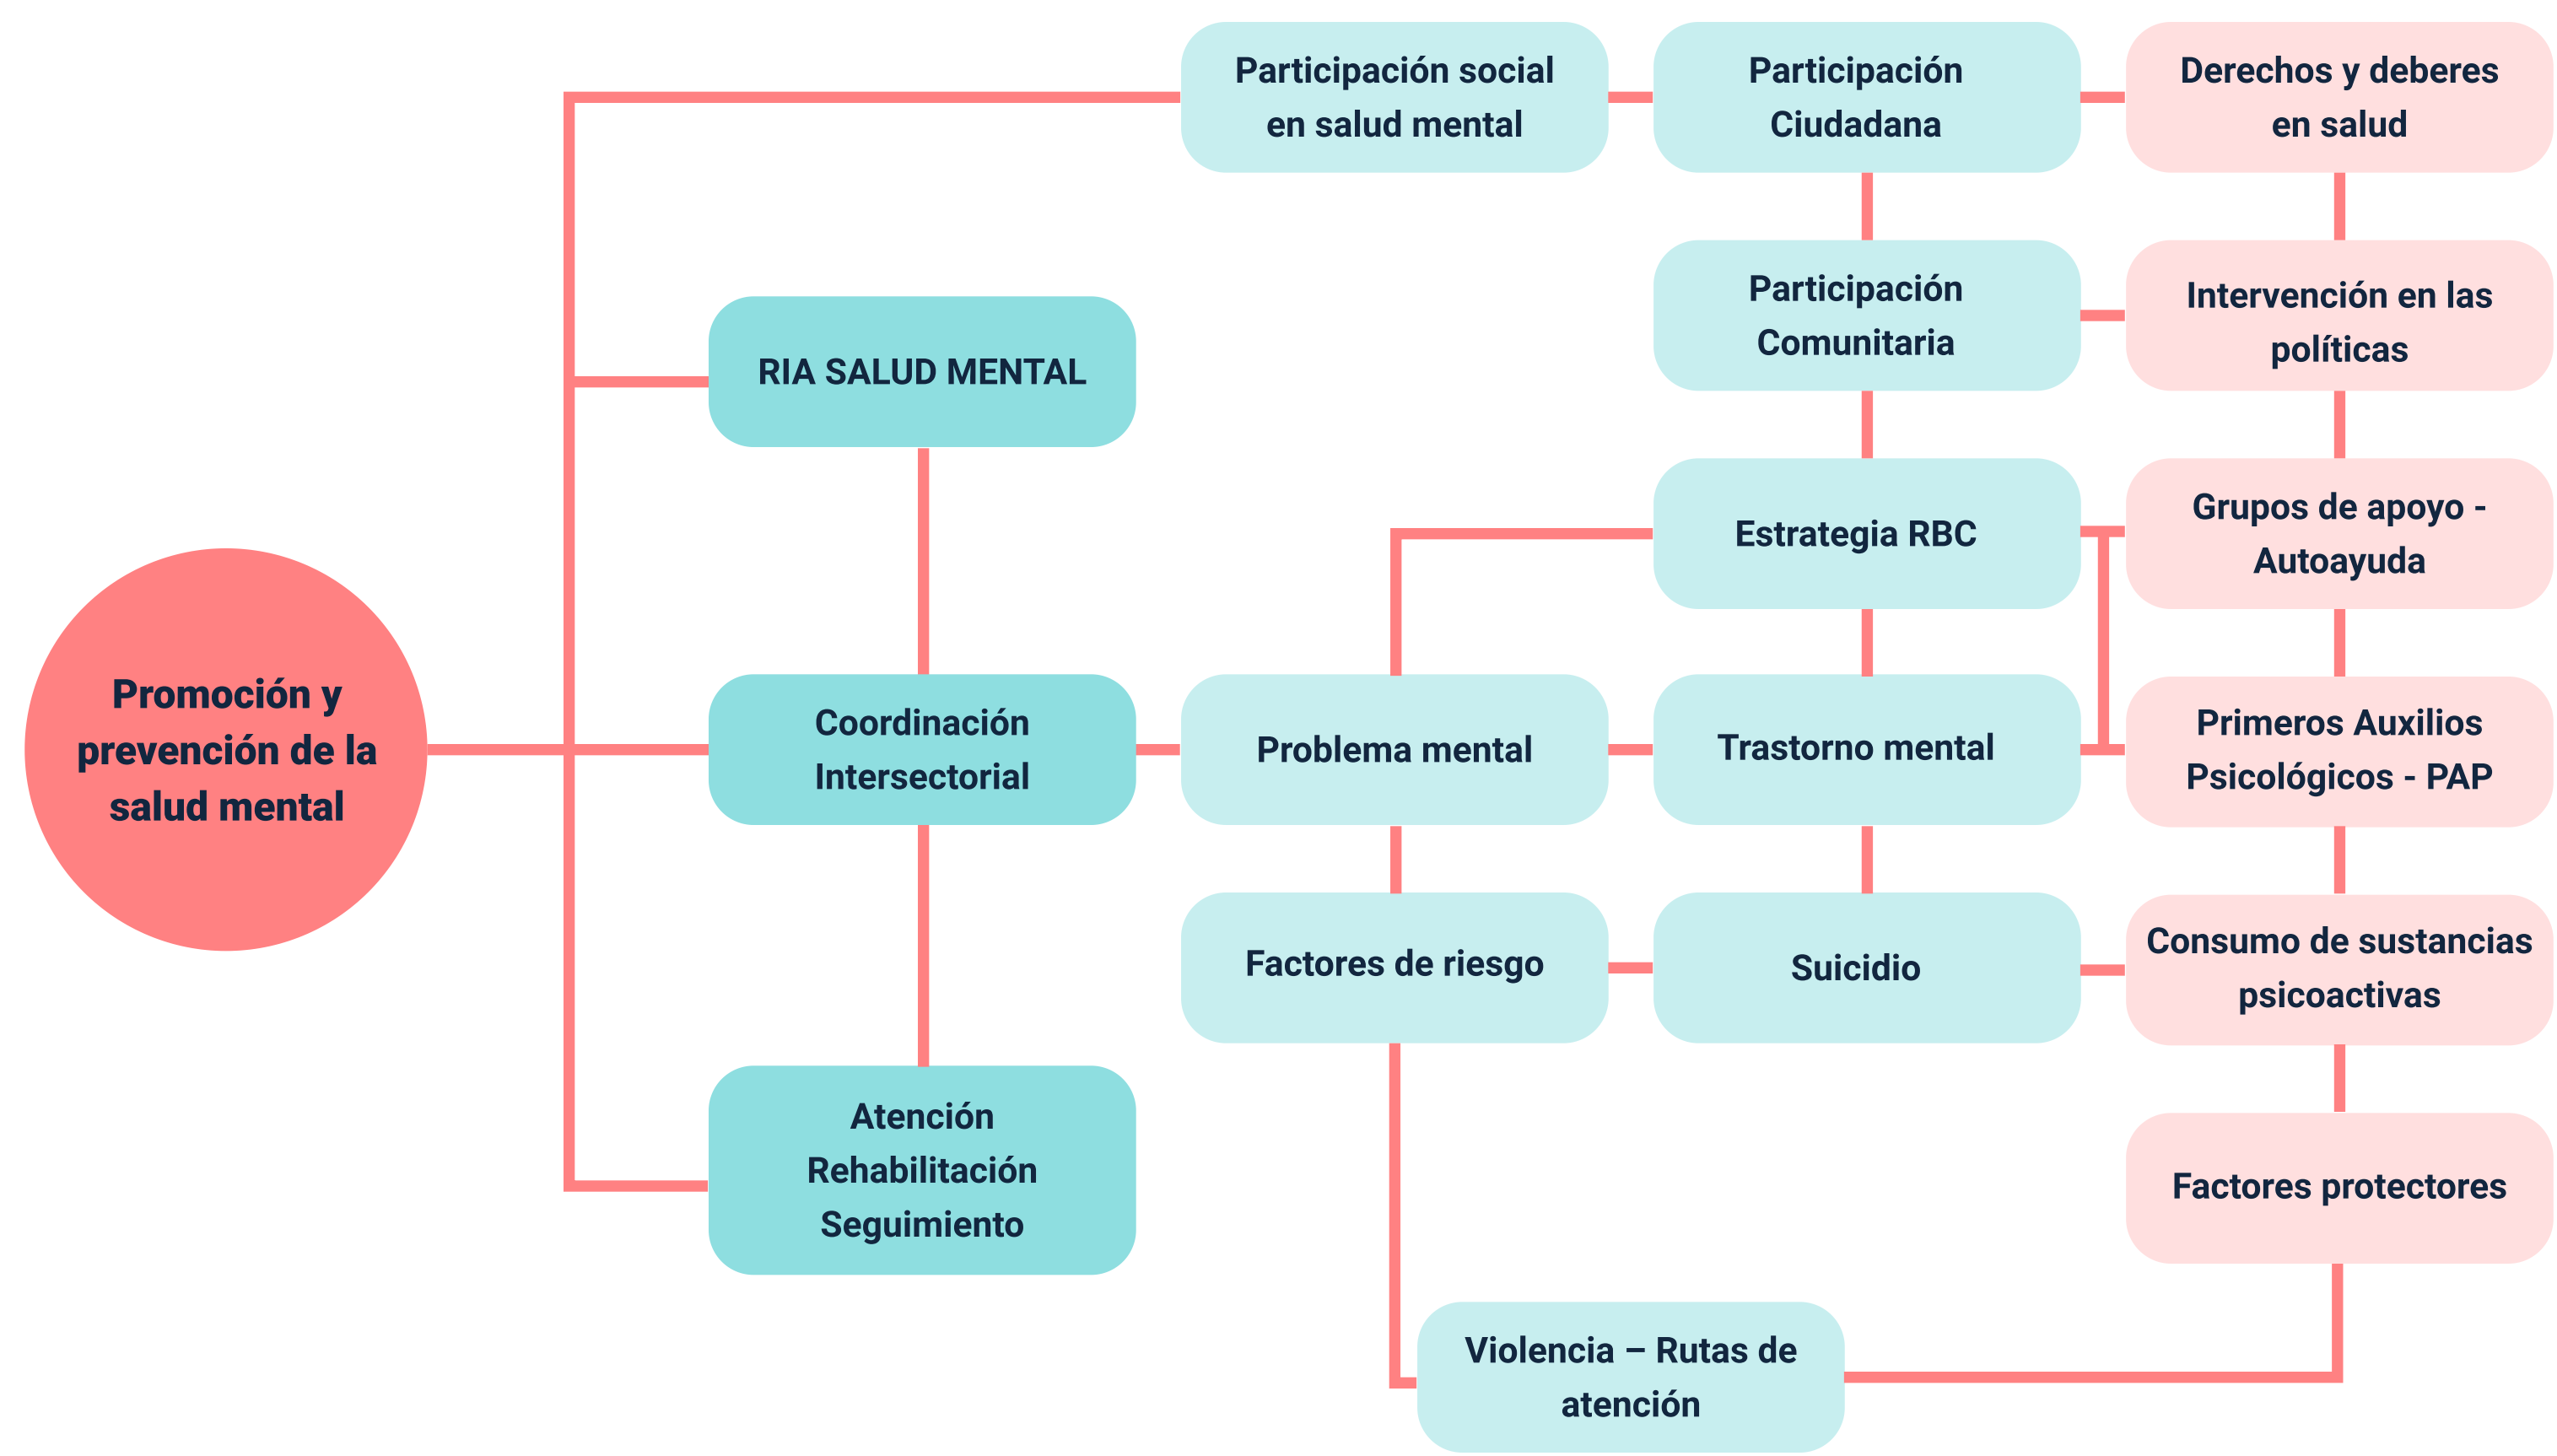 Promoción y
prevención de la
salud mental
RIA SALUD MENTAL
Coordinación
Intersectorial
Atención
Rehabilitación
Seguimiento
Participación social
en salud mental
Problema mental
Factores de riesgo
Violencia – Rutas de
atención
Participación
Ciudadana
Participación
Comunitaria
Estrategia RBC
Trastorno mental
Suicidio
Derechos y deberes
en salud
Intervención en las
políticas
Grupos de apoyo -
Autoayuda
Primeros Auxilios
Psicológicos - PAP
Consumo de sustancias
psicoactivas
Factores protectores